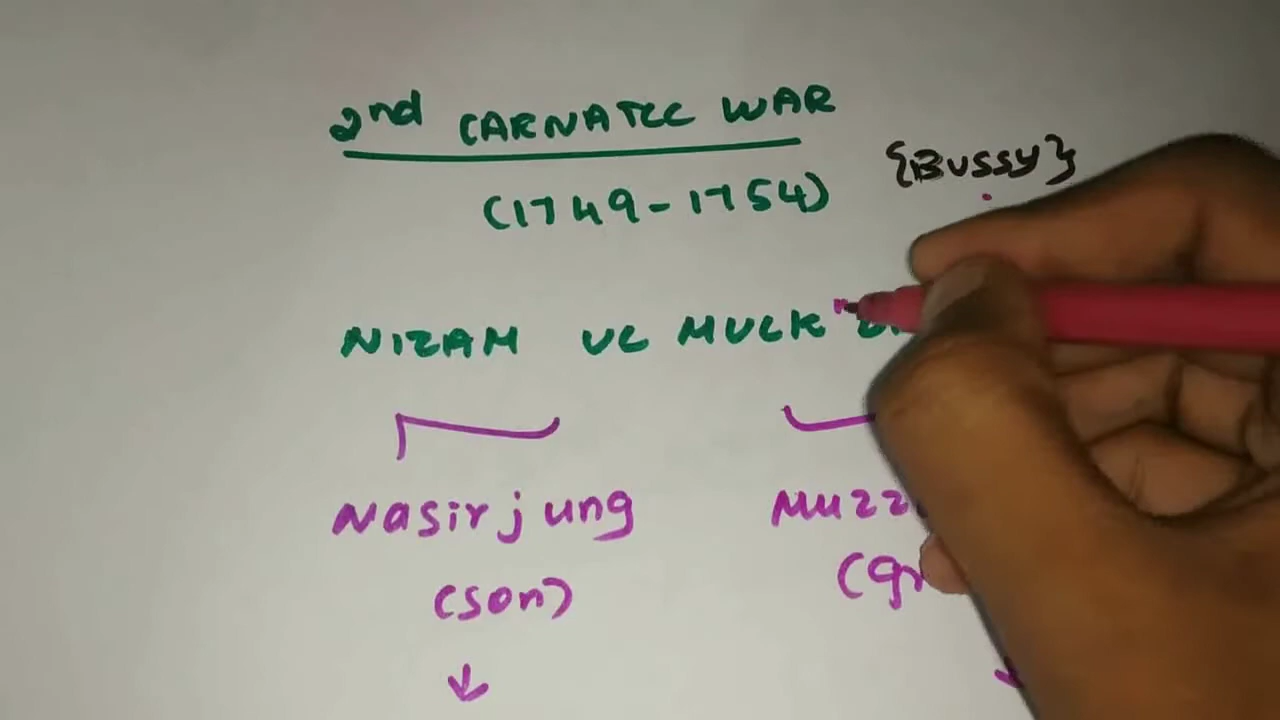 2nd CARNATIC WAR
{Bussy}
(1749-1754)
NIZAM UL MULK
Nasirjung
(son)